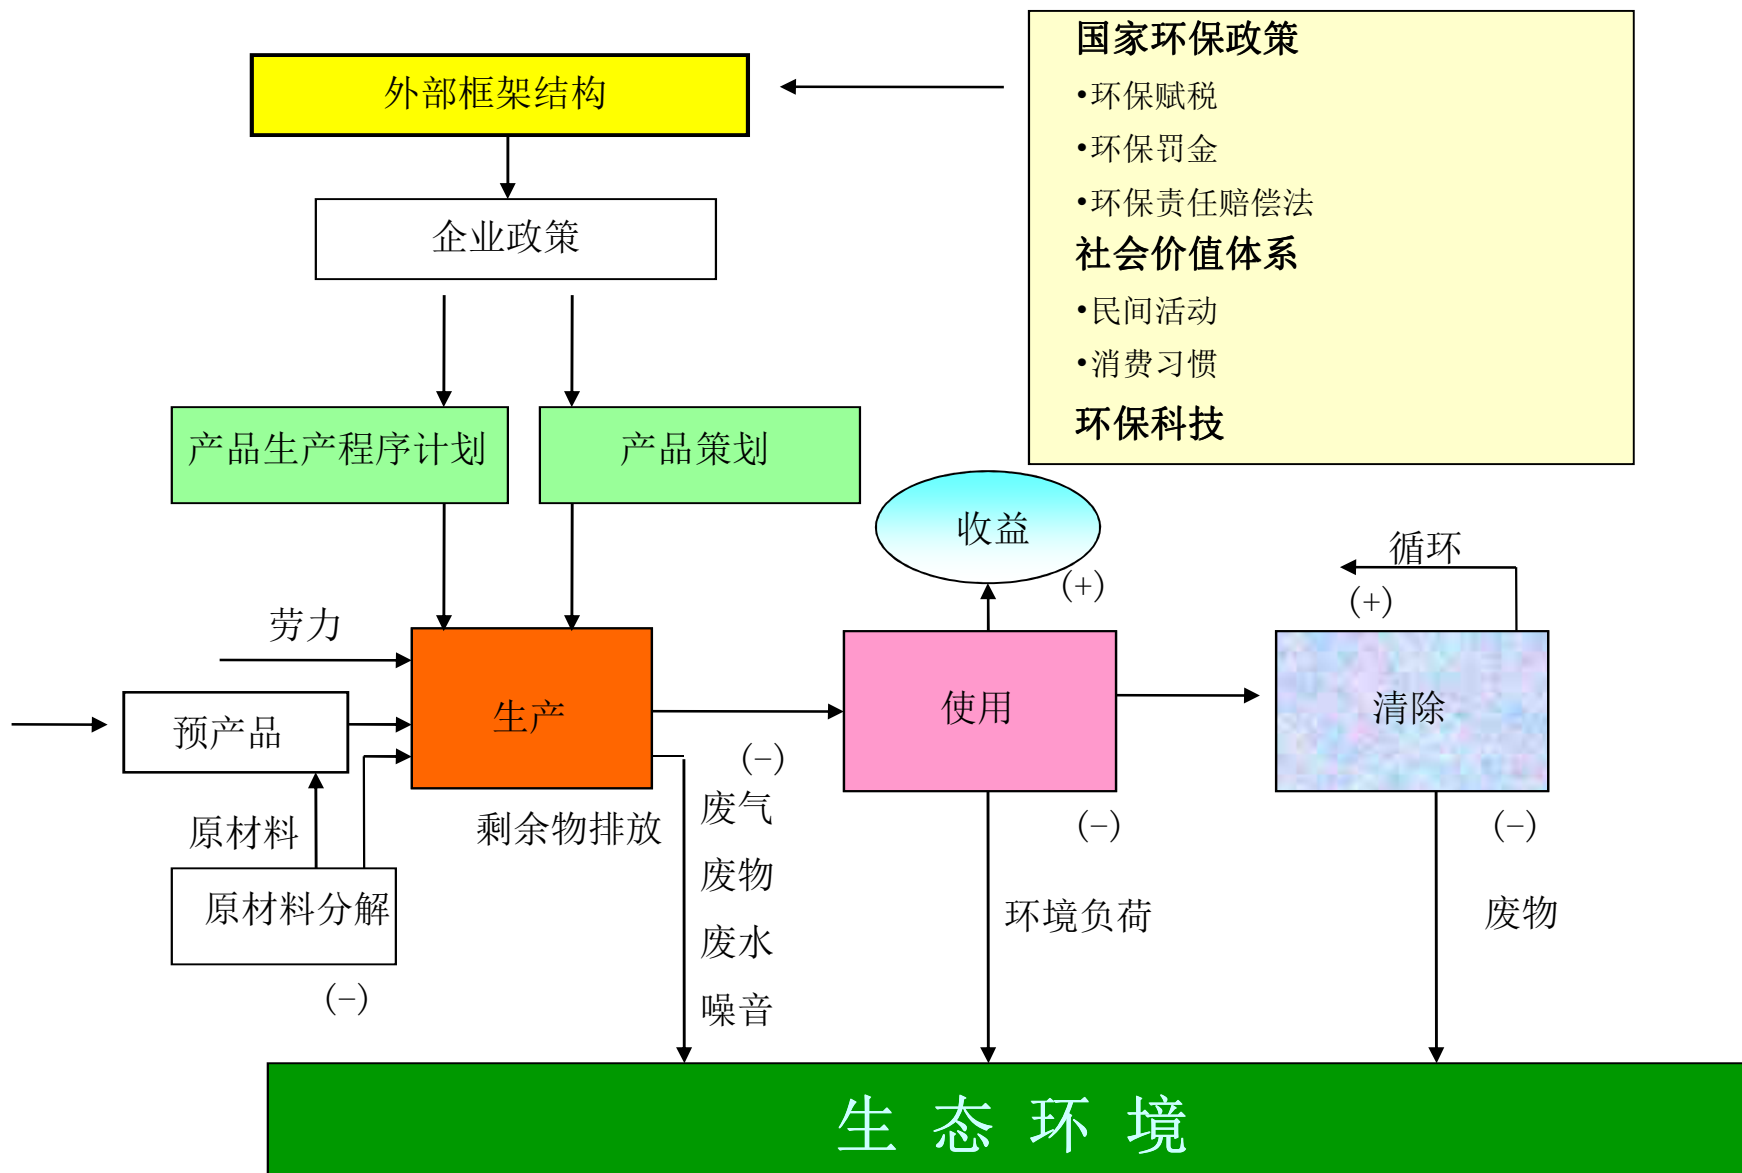 国家环保政策
外部框架结构
•环保赋税
•环保罚金
•环保责任赔偿法
企业政策
社会价值体系
•民间活动
•消费习惯
环保科技
产品生产程序计划
产品策划
收益
(+)
循环
(+)
劳力
生产
使用
清除
预产品
(−)
原材料
剩余物排放
废气
(−)
(−)
原材料分解
废物
环境负荷
废物
废水
(−)
噪音
生态环境